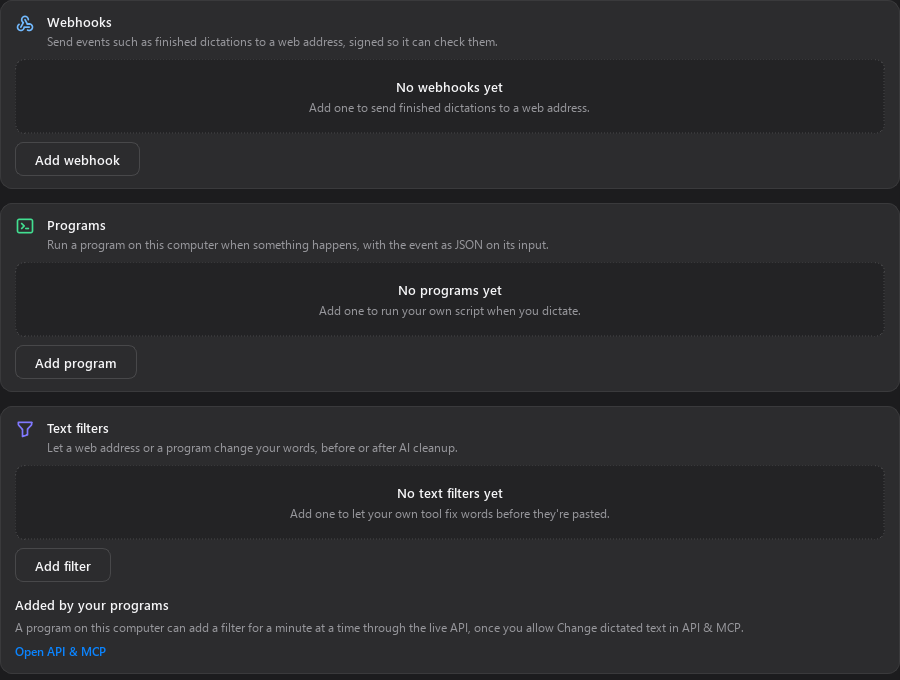 Webhooks
Send events such as finished dictations to a web address, signed so it can check them.
No webhooks yet
Add one to send finished dictations to a web address.
Add webhook
Programs
Run a program on this computer when something happens, with the event as JSON on its input.
No programs yet
Add one to run your own script when you dictate.
Add program
Text filters
Let a web address or a program change your words, before or after AI cleanup.
No text filters yet
Add one to let your own tool fix words before they're pasted.
Add filter
Added by your programs
A program on this computer can add a filter for a minute at a time through the live API, once you allow Change dictated text in API & MCP.
Open API & MCP